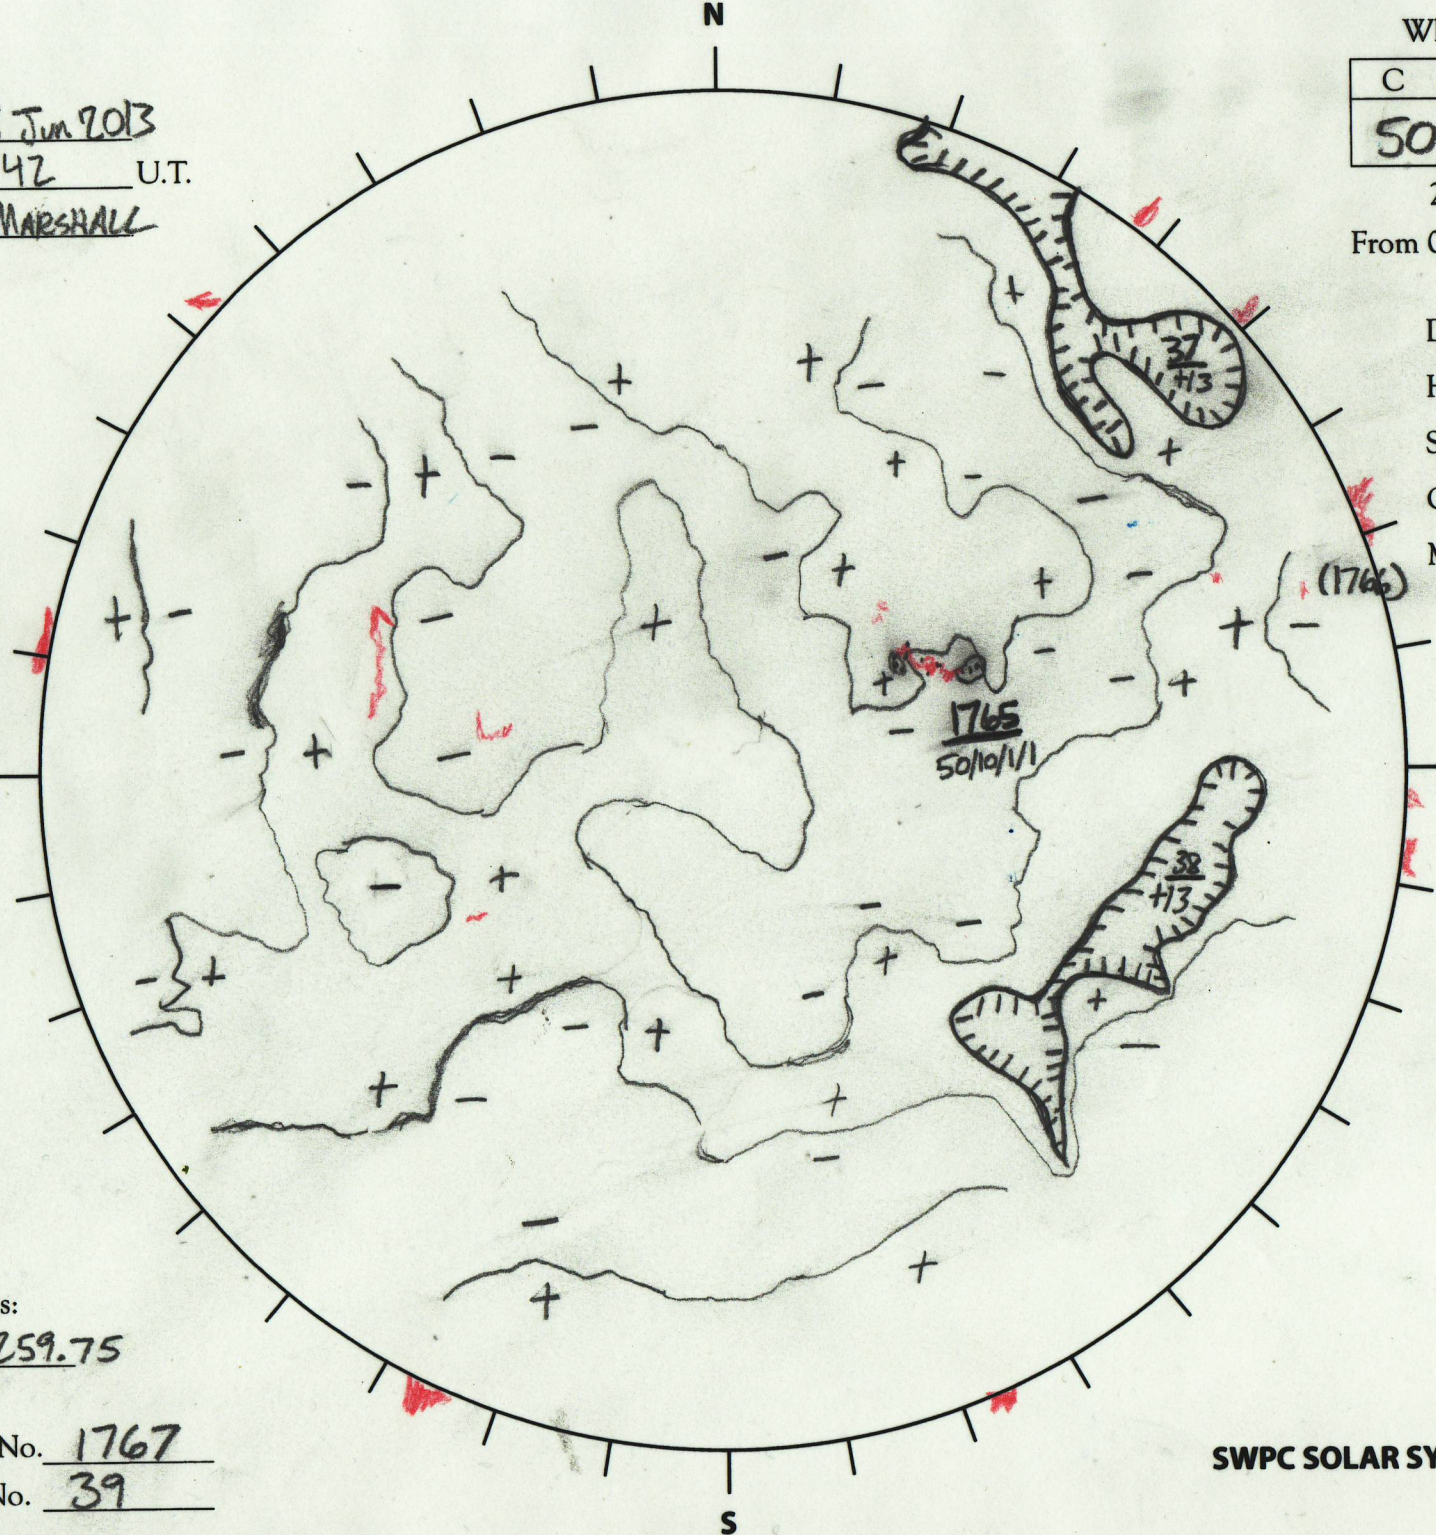 N
Jun 2013
42 U.T.
MARSHALL
C
50
From
37
+13
(1766)
1765
50/10/1/1
38
+13
s:
259.75
No. 1767
No. 39
SWPC SOLAR SY
S